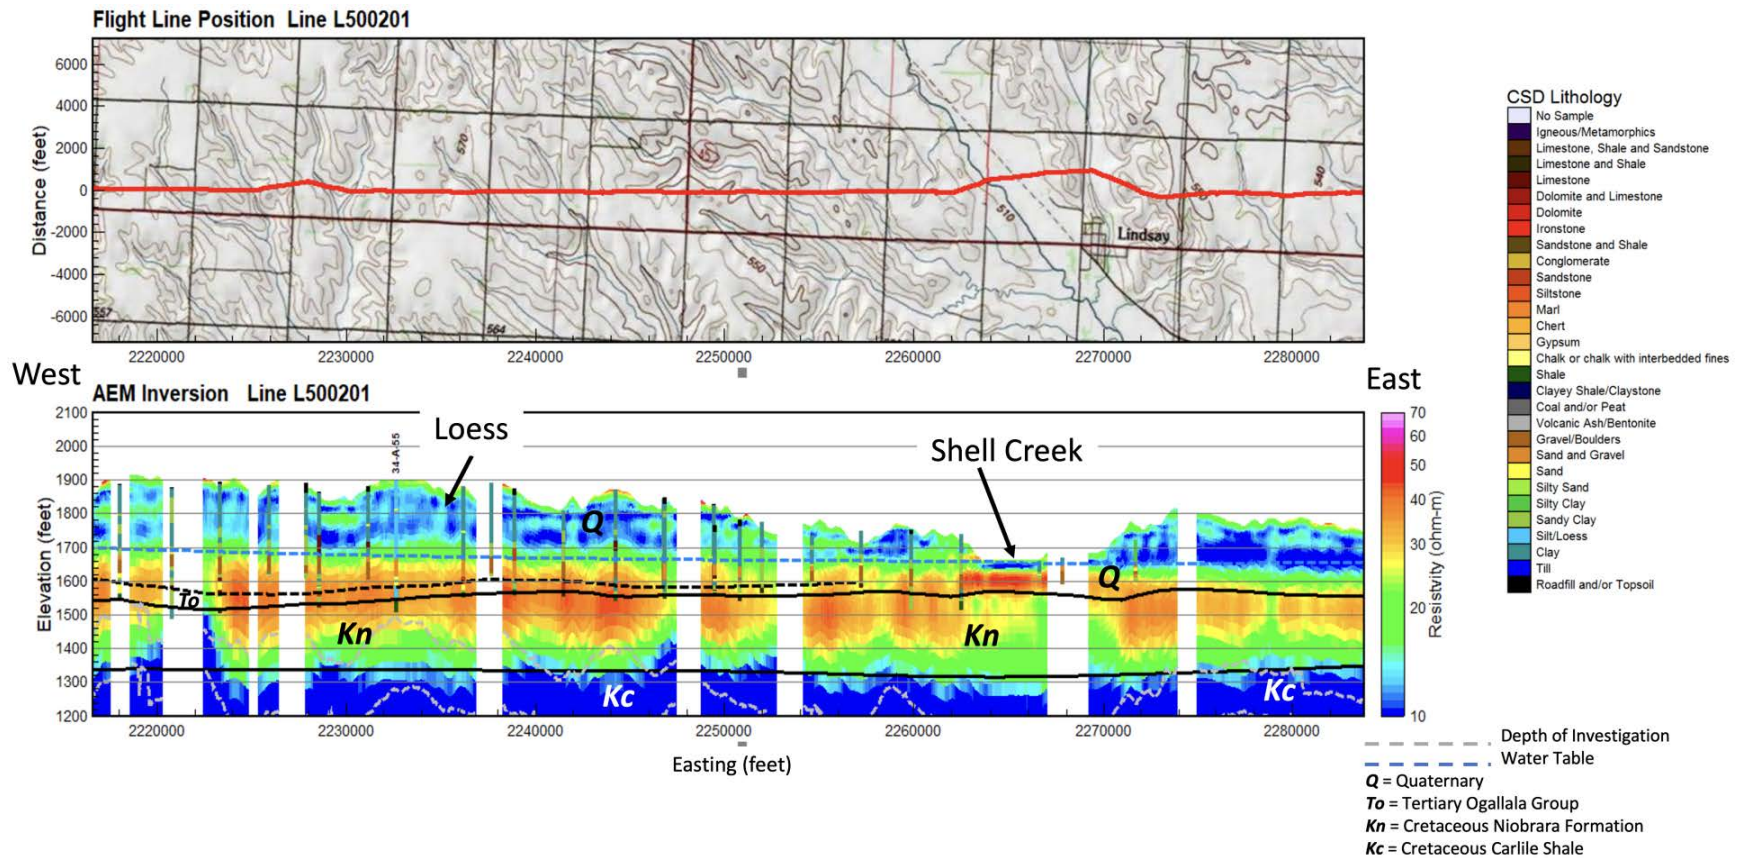 Flight Line Position Line L500201
Distance (feet)
6000
4000
2000
0
-2000
-4000
-6000
570
550
510
540
557
564
Lindsay
2220000 2230000 2240000 2250000 2260000 2270000 2280000
West
East
AEM Inversion Line L500201
Elevation (feet)
2100
2000
1900
1800
1700
1600
1500
1400
1300
1200
34-A-55
Loess
Shell Creek
Q
Q
To
Kn
Kn
Kc
Kc
2220000 2230000 2240000 2250000 2260000 2270000 2280000
Easting (feet)
70
60
50
40
30
20
10
Resistivity (ohm-m)
CSD Lithology
No Sample
Igneous/Metamorphics
Limestone, Shale and Sandstone
Limestone and Shale
Limestone
Dolomite and Limestone
Dolomite
Ironstone
Sandstone and Shale
Conglomerate
Sandstone
Siltstone
Marl
Chert
Gypsum
Chalk or chalk with interbedded fines
Shale
Clayey Shale/Claystone
Coal and/or Peat
Volcanic Ash/Bentonite
Gravel/Boulders
Sand and Gravel
Sand
Silty Sand
Silty Clay
Sandy Clay
Silt/Loess
Clay
Till
Roadfill and/or Topsoil
Depth of Investigation
Water Table
Q = Quaternary
To = Tertiary Ogallala Group
Kn = Cretaceous Niobrara Formation
Kc = Cretaceous Carlile Shale